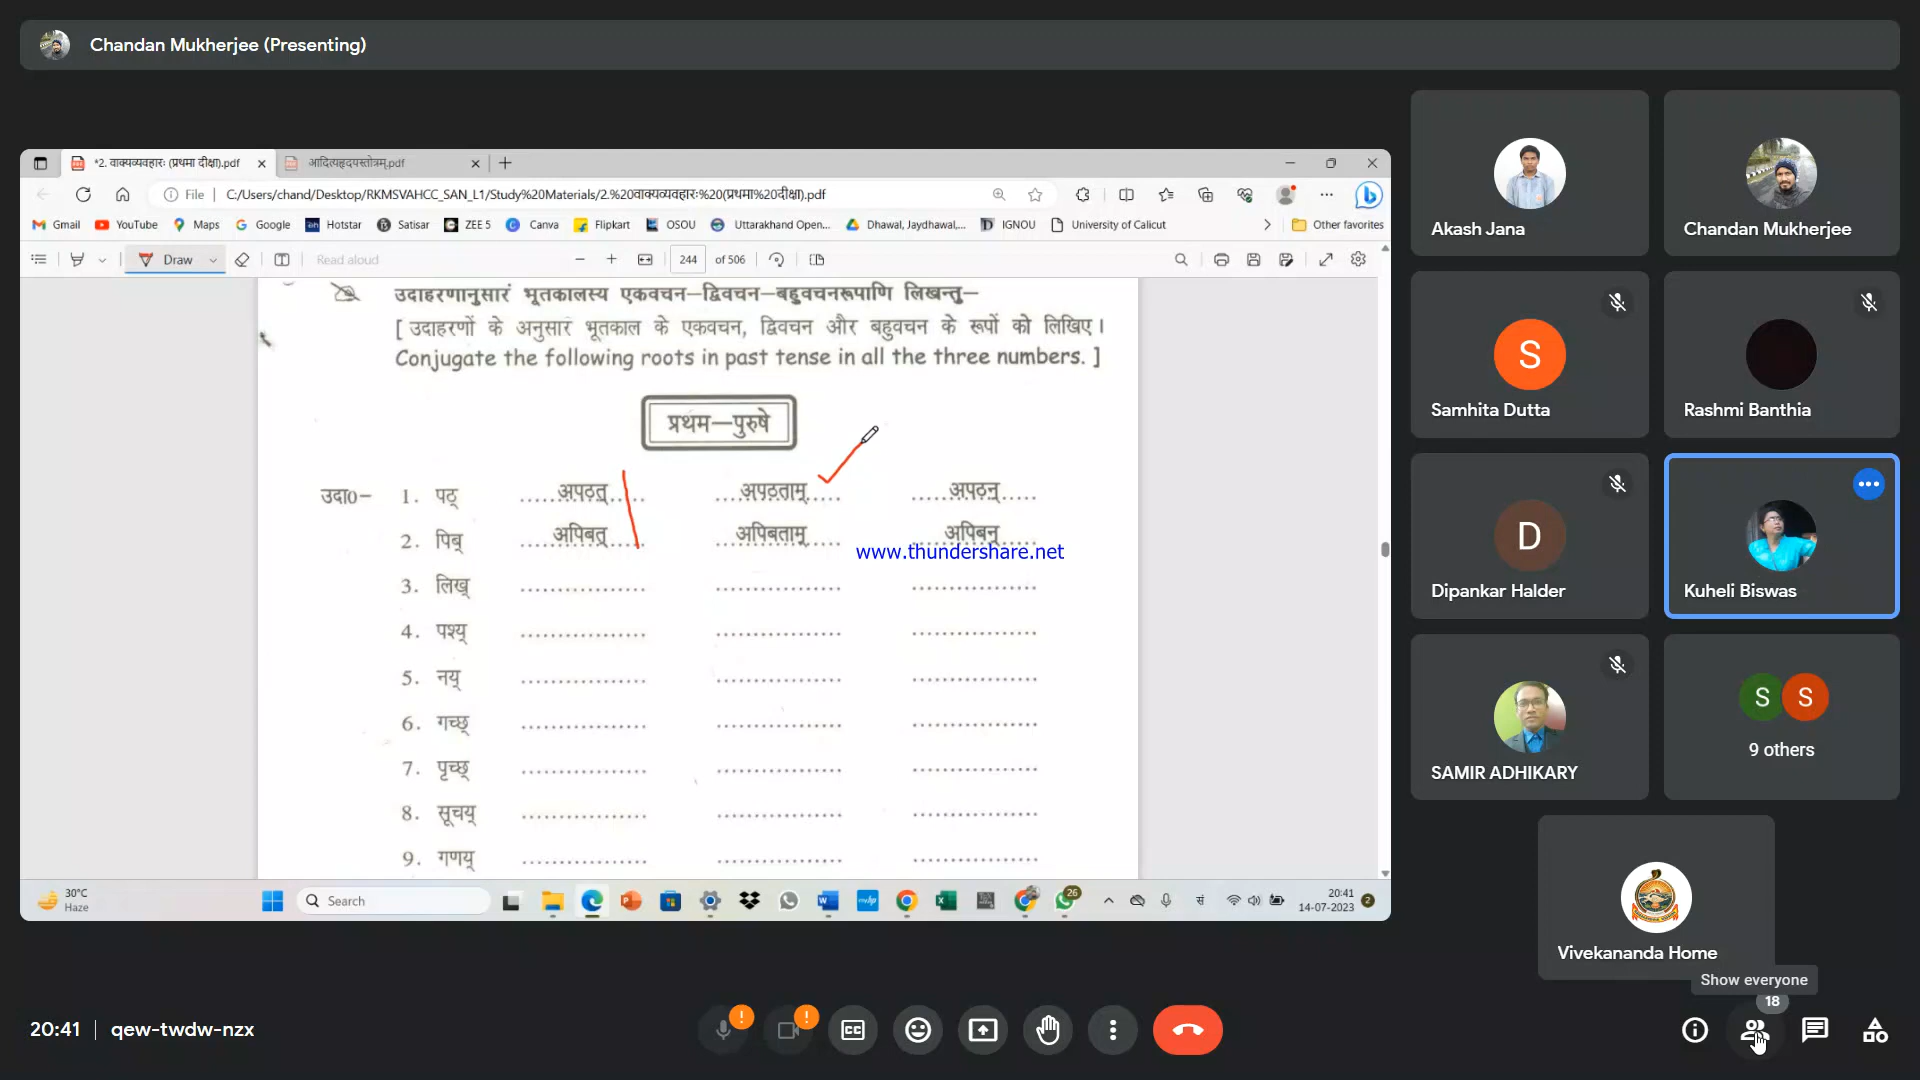 Chandan Mukherjee (Presenting)
*2. वाक्यव्यवहारः (प्रथमा दीक्षा).pdf
आदित्यहृदयस्तोत्रम्.pdf
File
C:/Users/chand/Desktop/RKMSVAHCC_SAN_L1/Study%20Materials/2.%20वाक्यव्यवहारः%20(प्रथमा%20दीक्षा).pdf
Gmail YouTube Maps Google Hotstar Satisar ZEE 5 Canva Flipkart OSOU Uttarakhand Open... Dhawal, Jaydhawal,... IGNOU University of Calicut Other favorites
Draw Read aloud 244 of 506
उदाहरणानुसारं भूतकालस्य एकवचन–द्विवचन–बहुवचनरूपाणि लिखन्तु–
[ उदाहरणों के अनुसार भूतकाल के एकवचन, द्विवचन और बहुवचन के रूपों को लिखिए।
Conjugate the following roots in past tense in all the three numbers. ]
प्रथम–पुरुषे
उदा0– 1. पठ् .....अपठत्..... .....अपठताम्..... .....अपठन्.....
2. पिब् .....अपिबत्..... .....अपिबताम्..... .....अपिबन्.....
www.thundershare.net
3. लिख् .................. .................. ..................
4. पश्य् .................. .................. ..................
5. नय् .................. .................. ..................
6. गच्छ् .................. .................. ..................
7. पृच्छ् .................. .................. ..................
8. सूचय् .................. .................. ..................
9. गणय् .................. .................. ..................
30°C
Haze
Search
26
सं
20:41
14-07-2023
2
Akash Jana
Chandan Mukherjee
S
Samhita Dutta
Rashmi Banthia
D
Dipankar Halder
Kuheli Biswas
SAMIR ADHIKARY
S S
9 others
Vivekananda Home
Show everyone
18
20:41 | qew-twdw-nzx